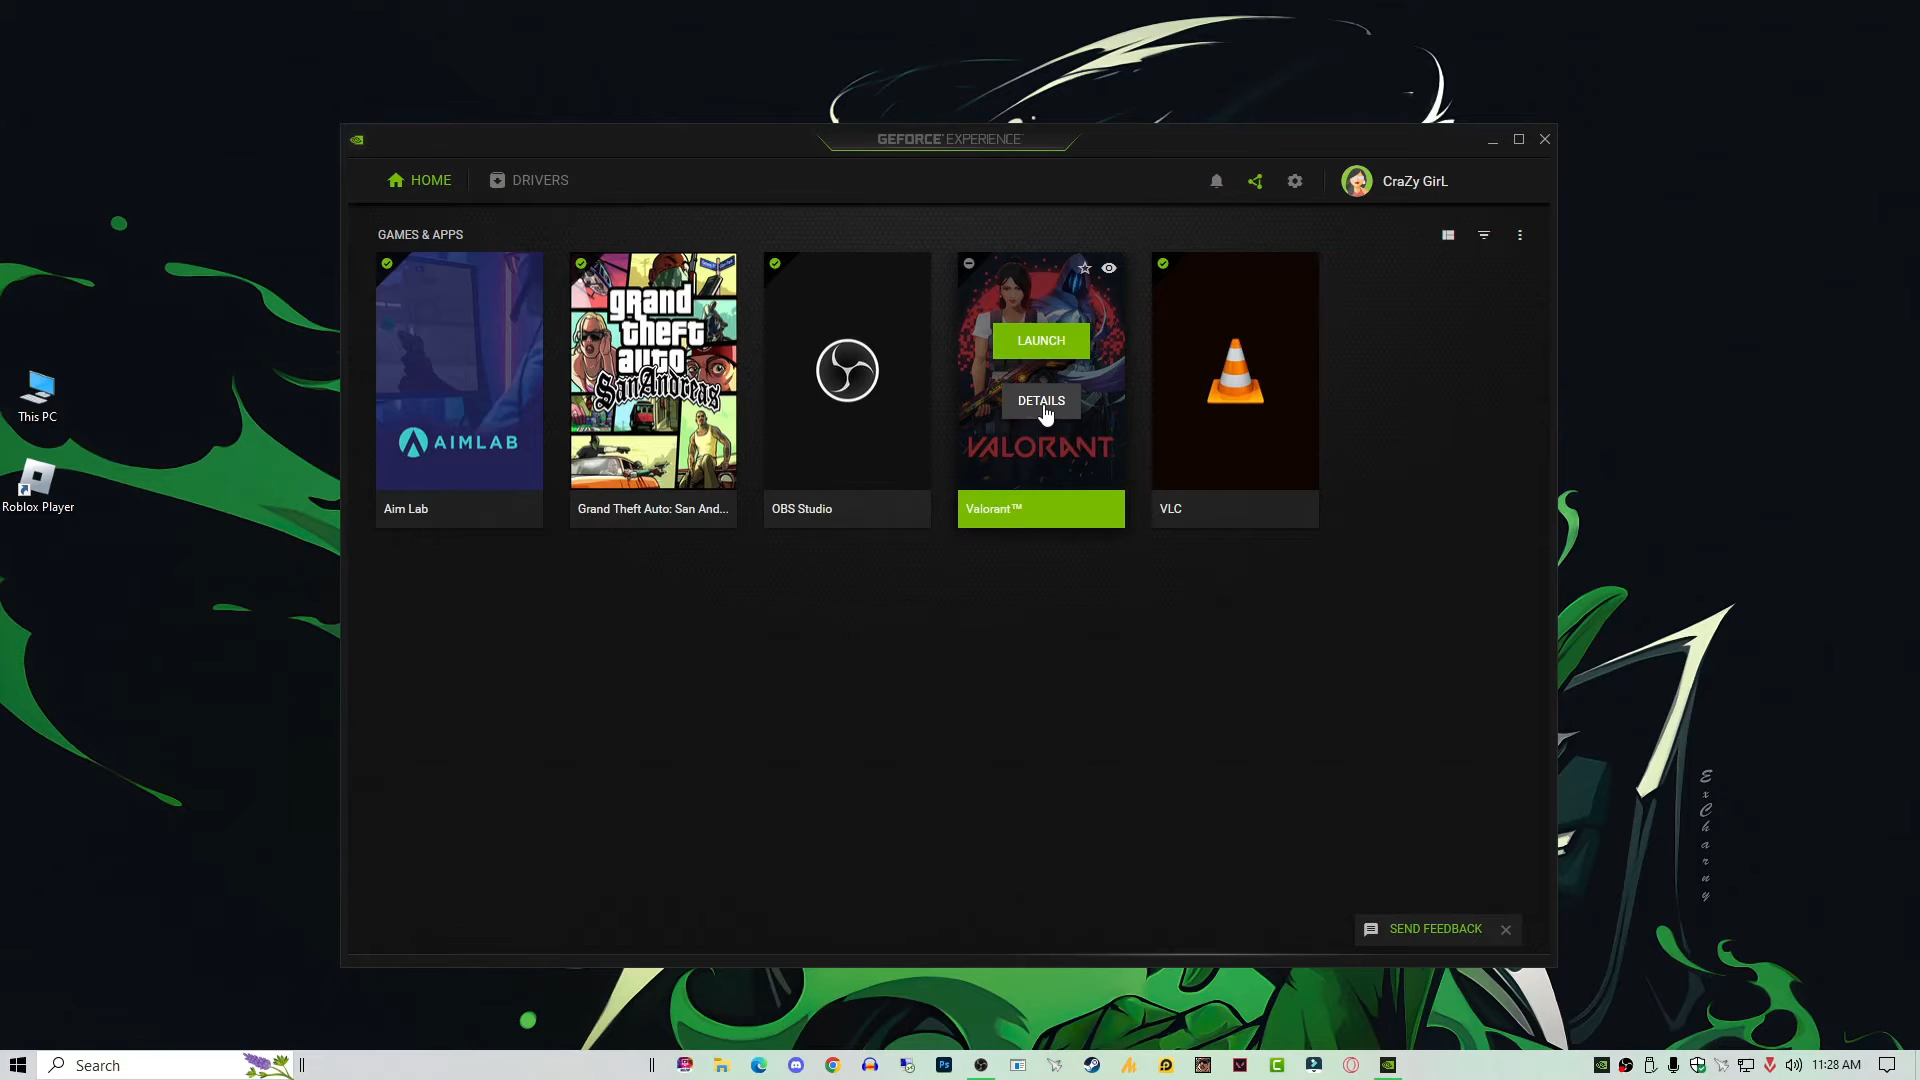 GEFORCE EXPERIENCE
HOME
DRIVERS
CraZy GirL
GAMES & APPS
AIMLAB
Aim Lab
grand
theft
auto
San Andreas
Grand Theft Auto: San And...
OBS Studio
LAUNCH
DETAILS
VALORANT
Valorant™
VLC
SEND FEEDBACK
This PC
Roblox Player
ExCharny
Search
Ps
11:28 AM